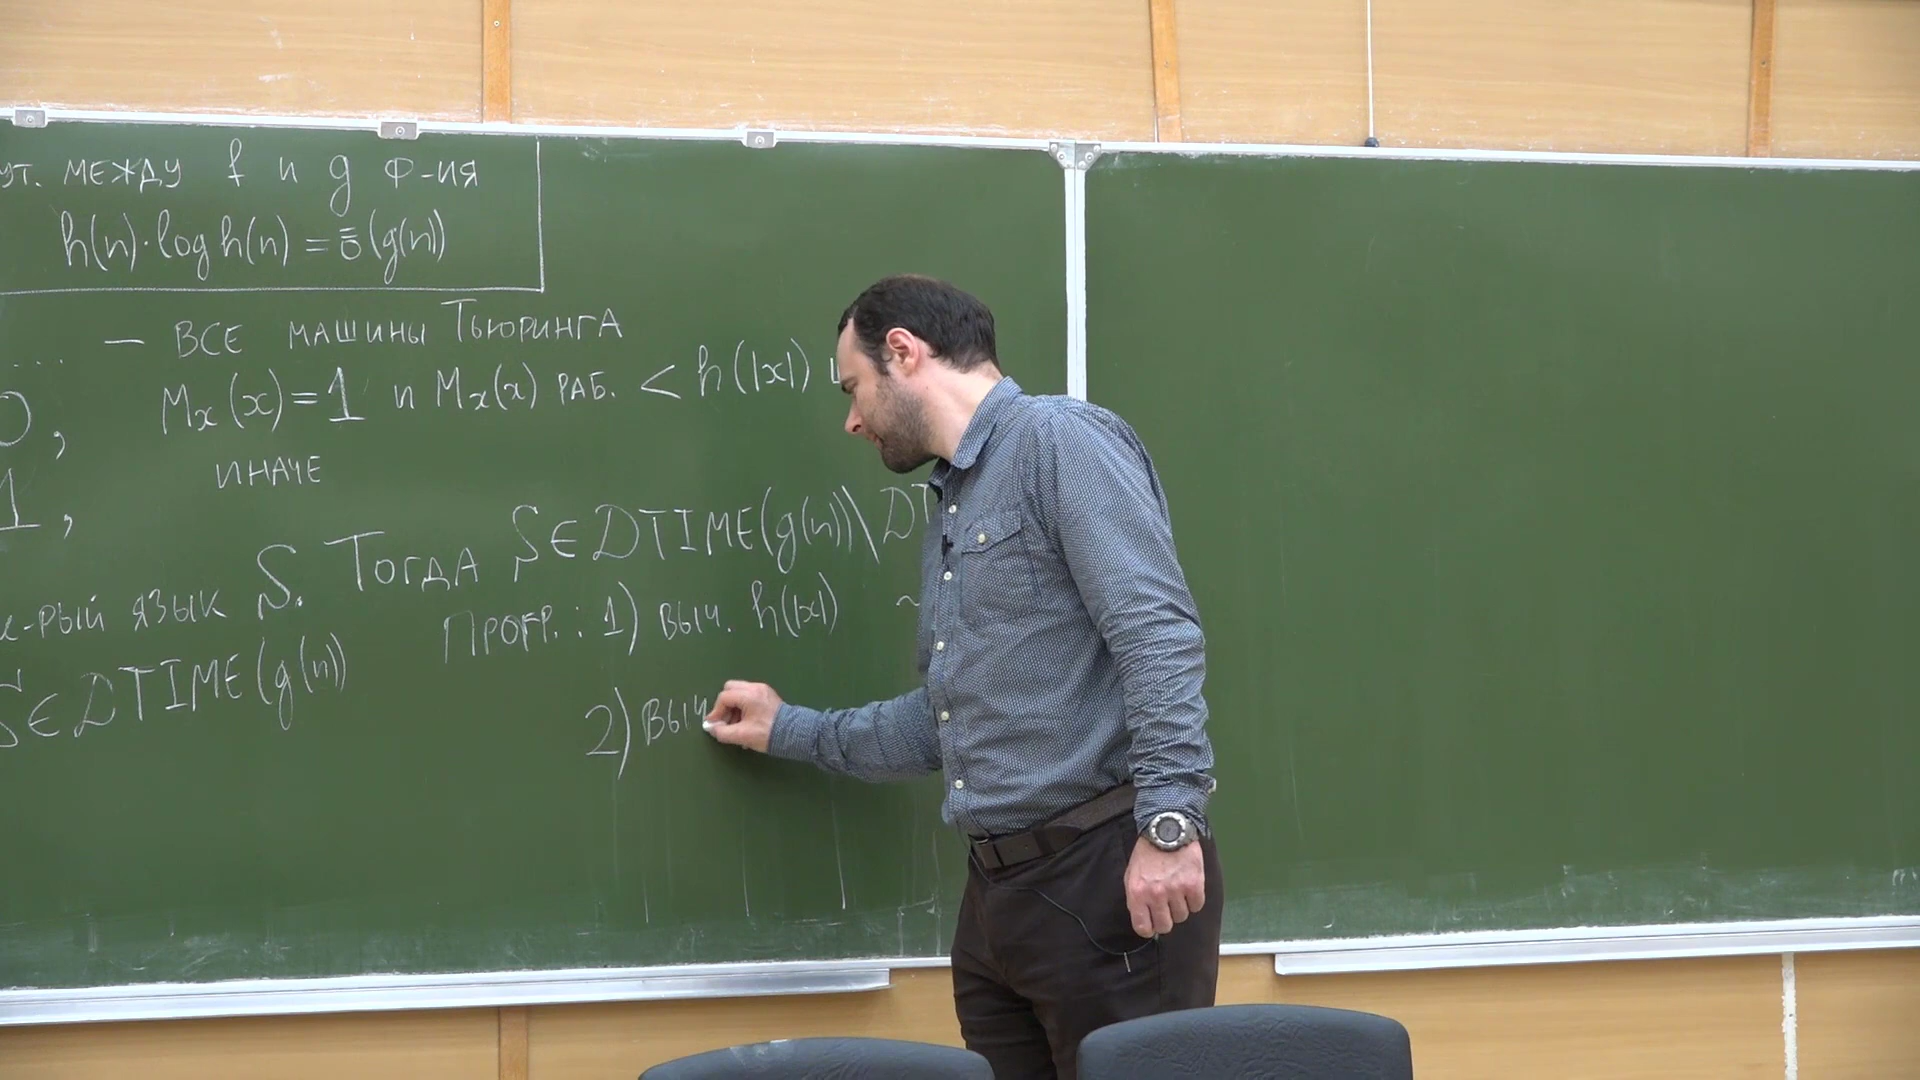 МЕЖДУ f и g Ф-ИЯ
h(n)·log h(n) = ō̄(g(n))
... — ВСЕ МАШИНЫ ТЬЮРИНГА
0, Mₓ(x)=1 и Mₓ(x) РАБ. < h(|x|)
1, ИНАЧЕ
-РЫЙ ЯЗЫК S. ТОГДА S∈DTIME(g(n))\DT
S∈DTIME(g(n)) ПРОГР.: 1) ВЫЧ. h(|x|) ~
2) ВЫЧ